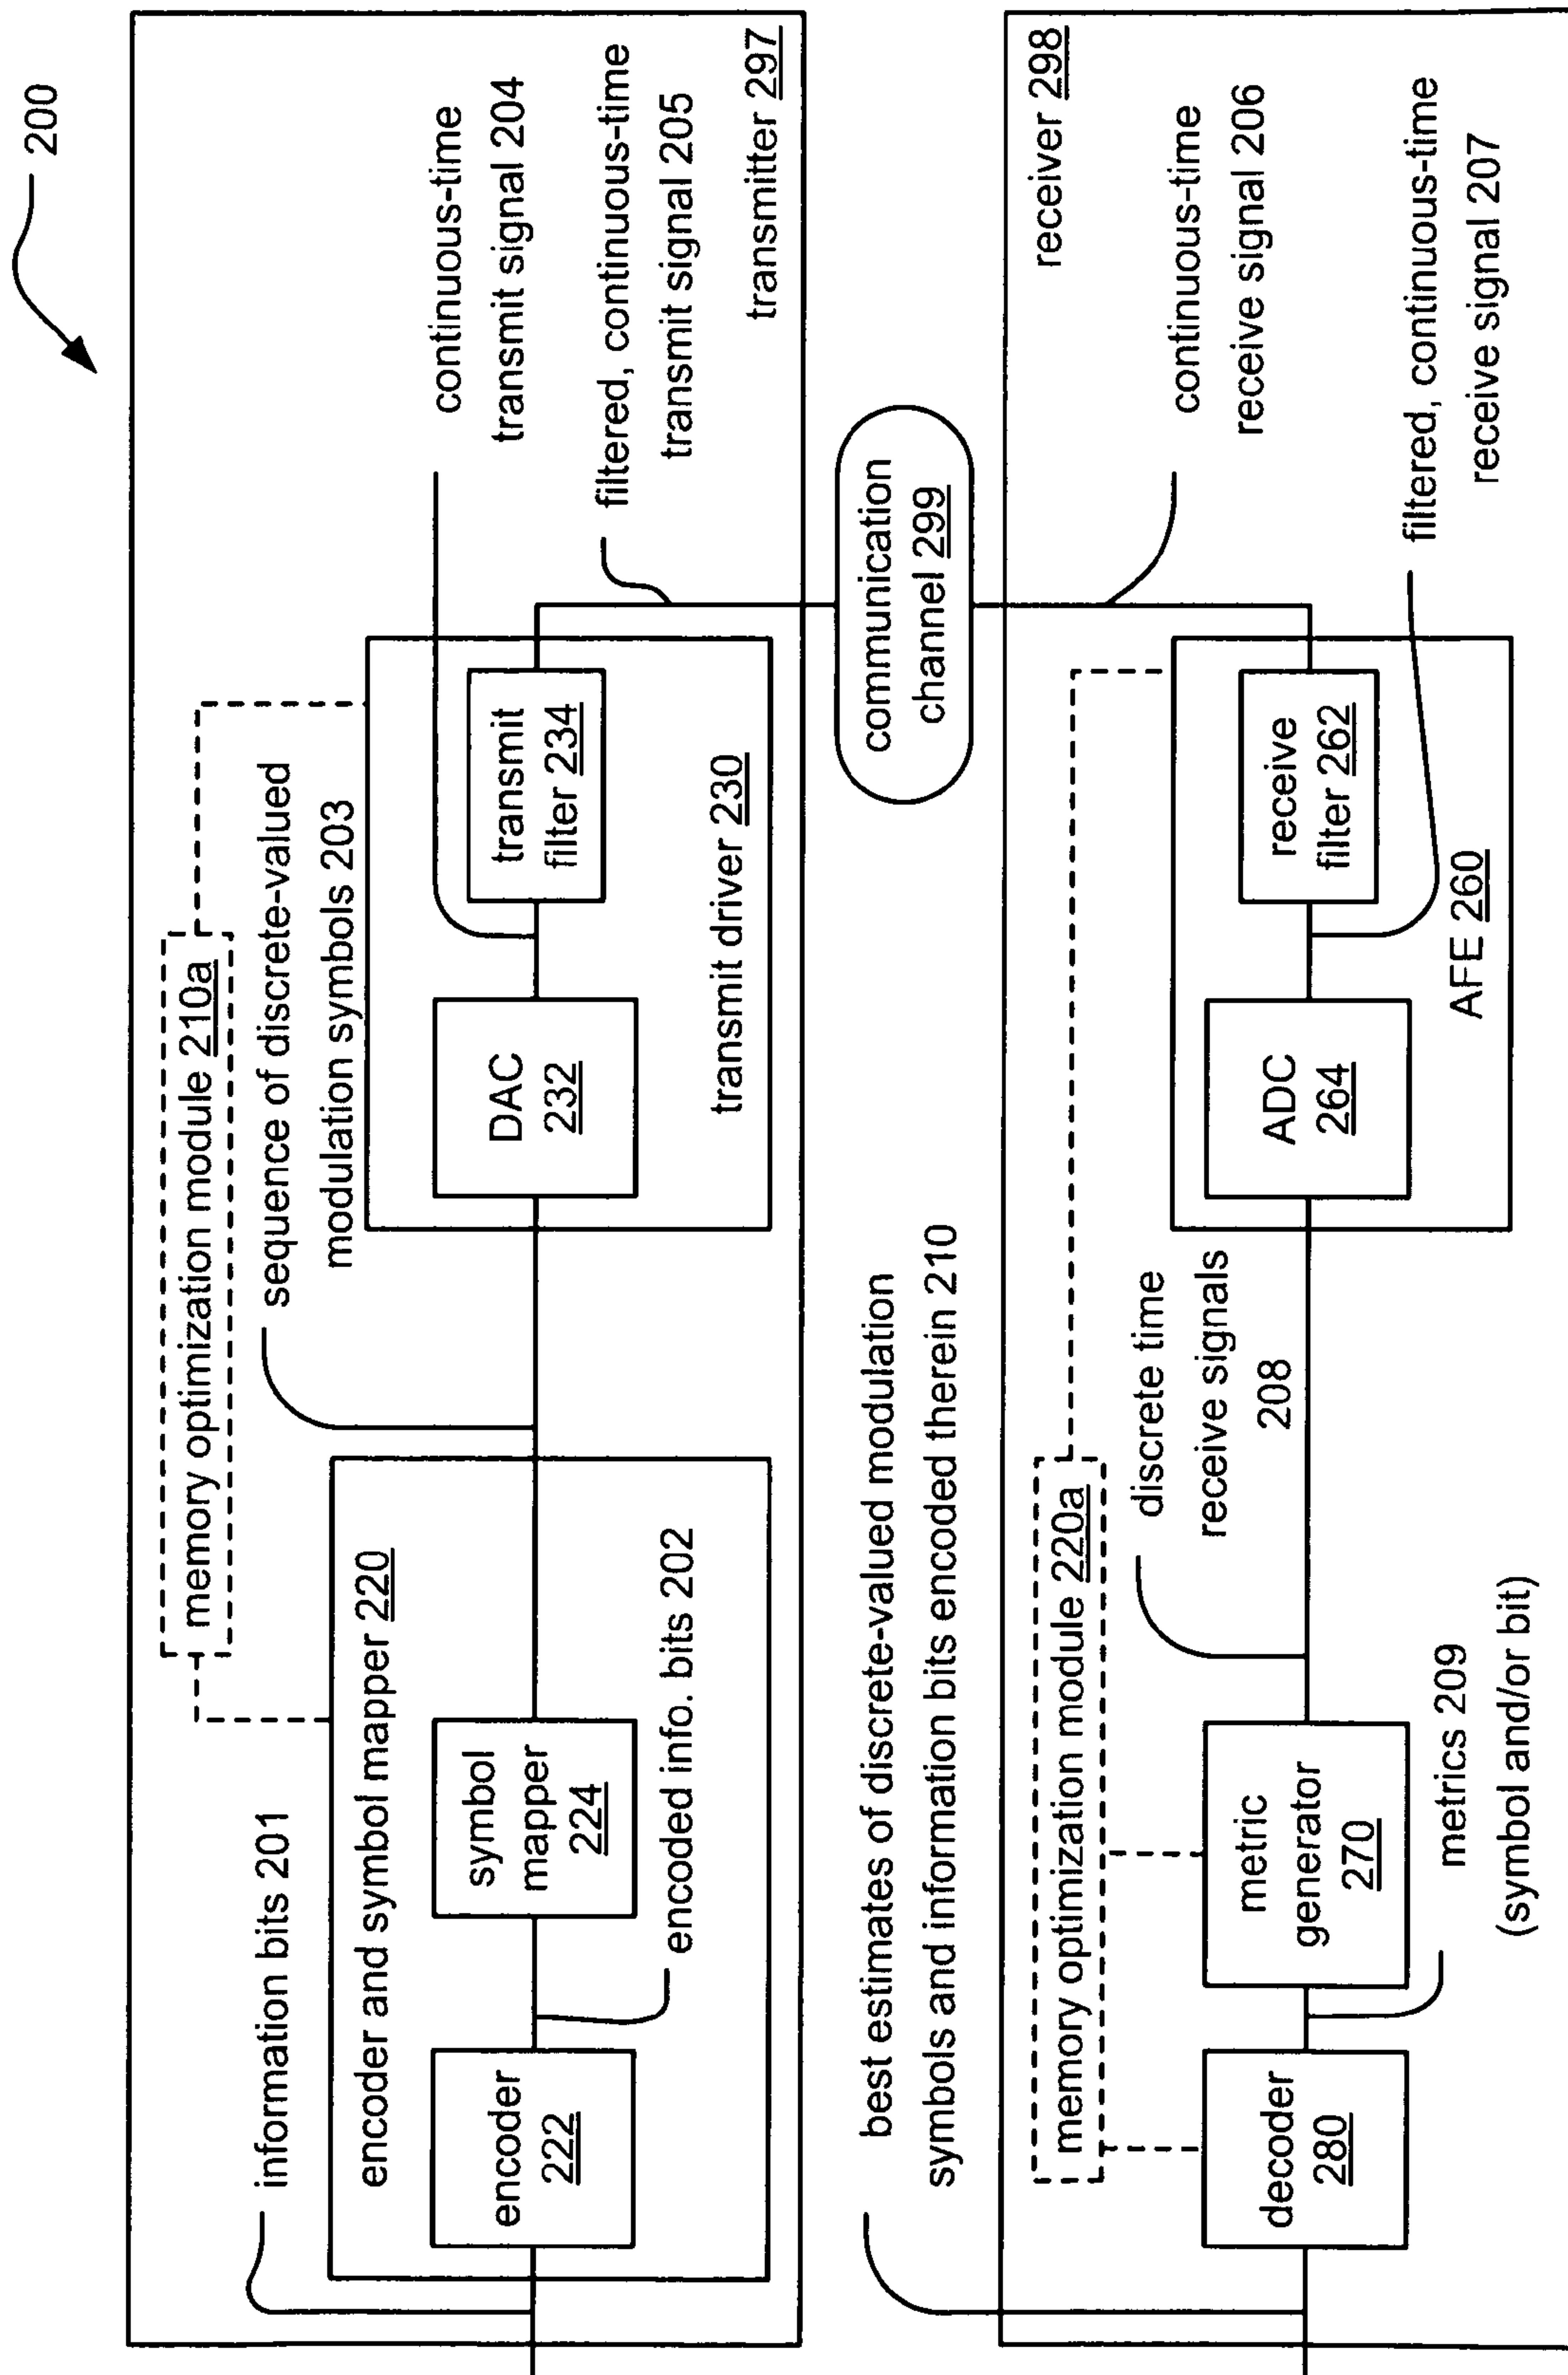 200
information bits 201
memory optimization module 210a
sequence of discrete-valued
modulation symbols 203
continuous-time
transmit signal 204
filtered, continuous-time
transmit signal 205
encoder and symbol mapper 220
encoder
222
symbol
mapper
224
encoded info. bits 202
DAC
232
transmit
filter 234
transmit driver 230
transmitter 297
communication
channel 299
best estimates of discrete-valued modulation
symbols and information bits encoded therein 210
receiver 298
memory optimization module 220a
discrete time
receive signals
208
continuous-time
receive signal 206
decoder
280
metric
generator
270
ADC
264
receive
filter 262
metrics 209
(symbol and/or bit)
AFE 260
filtered, continuous-time
receive signal 207